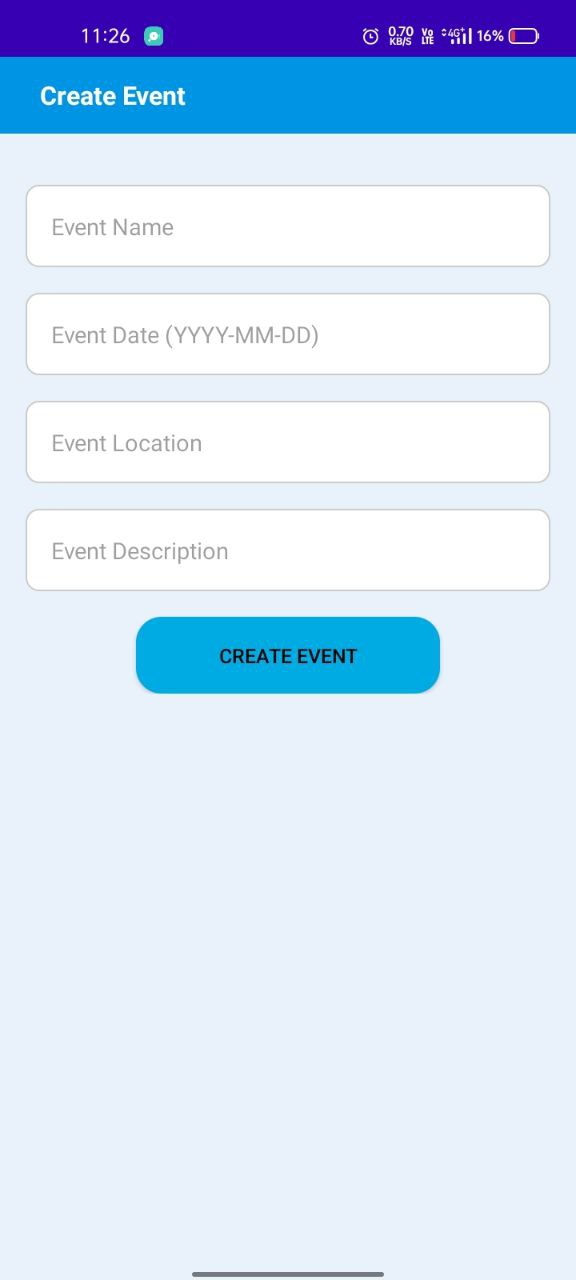 11:26 0.70 KB/S Vo LTE 4G+ 16%
Create Event
Event Name
Event Date (YYYY-MM-DD)
Event Location
Event Description
CREATE EVENT